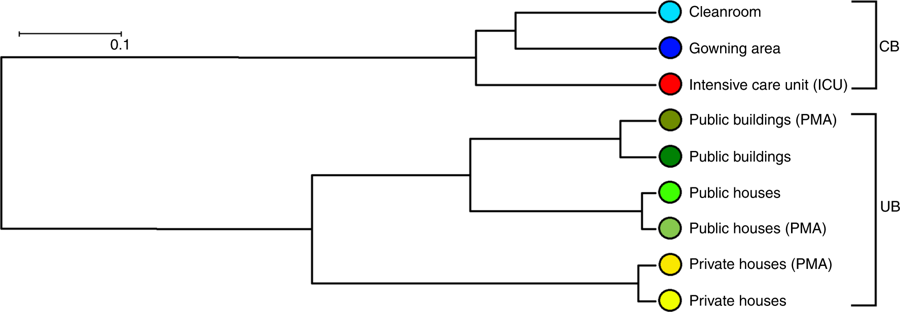 Cleanroom
0.1
Gowning area
CB
Intensive care unit (ICU)
Public buildings (PMA)
Public buildings
Public houses
UB
Public houses (PMA)
Private houses (PMA)
Private houses